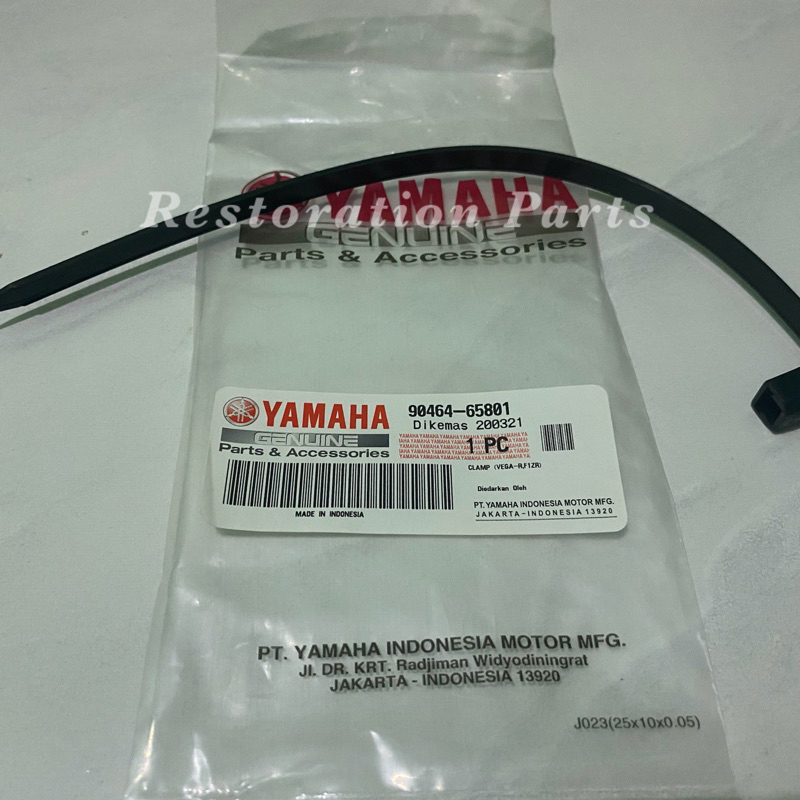 YAMAHA
Restoration Parts
GENUINE
Parts & Accessories
YAMAHA 90464-65801
Dikemas 200321
GENUINE
Parts & Accessories
1 PC
CLAMP (VEGA-R,F1ZR)
Diedarkan Oleh
PT. YAMAHA INDONESIA MOTOR MFG.
JAKARTA-INDONESIA 13920
MADE IN INDONESIA
PT. YAMAHA INDONESIA MOTOR MFG.
Jl. DR. KRT. Radjiman Widyodiningrat
JAKARTA - INDONESIA 13920
J023(25x10x0.05)